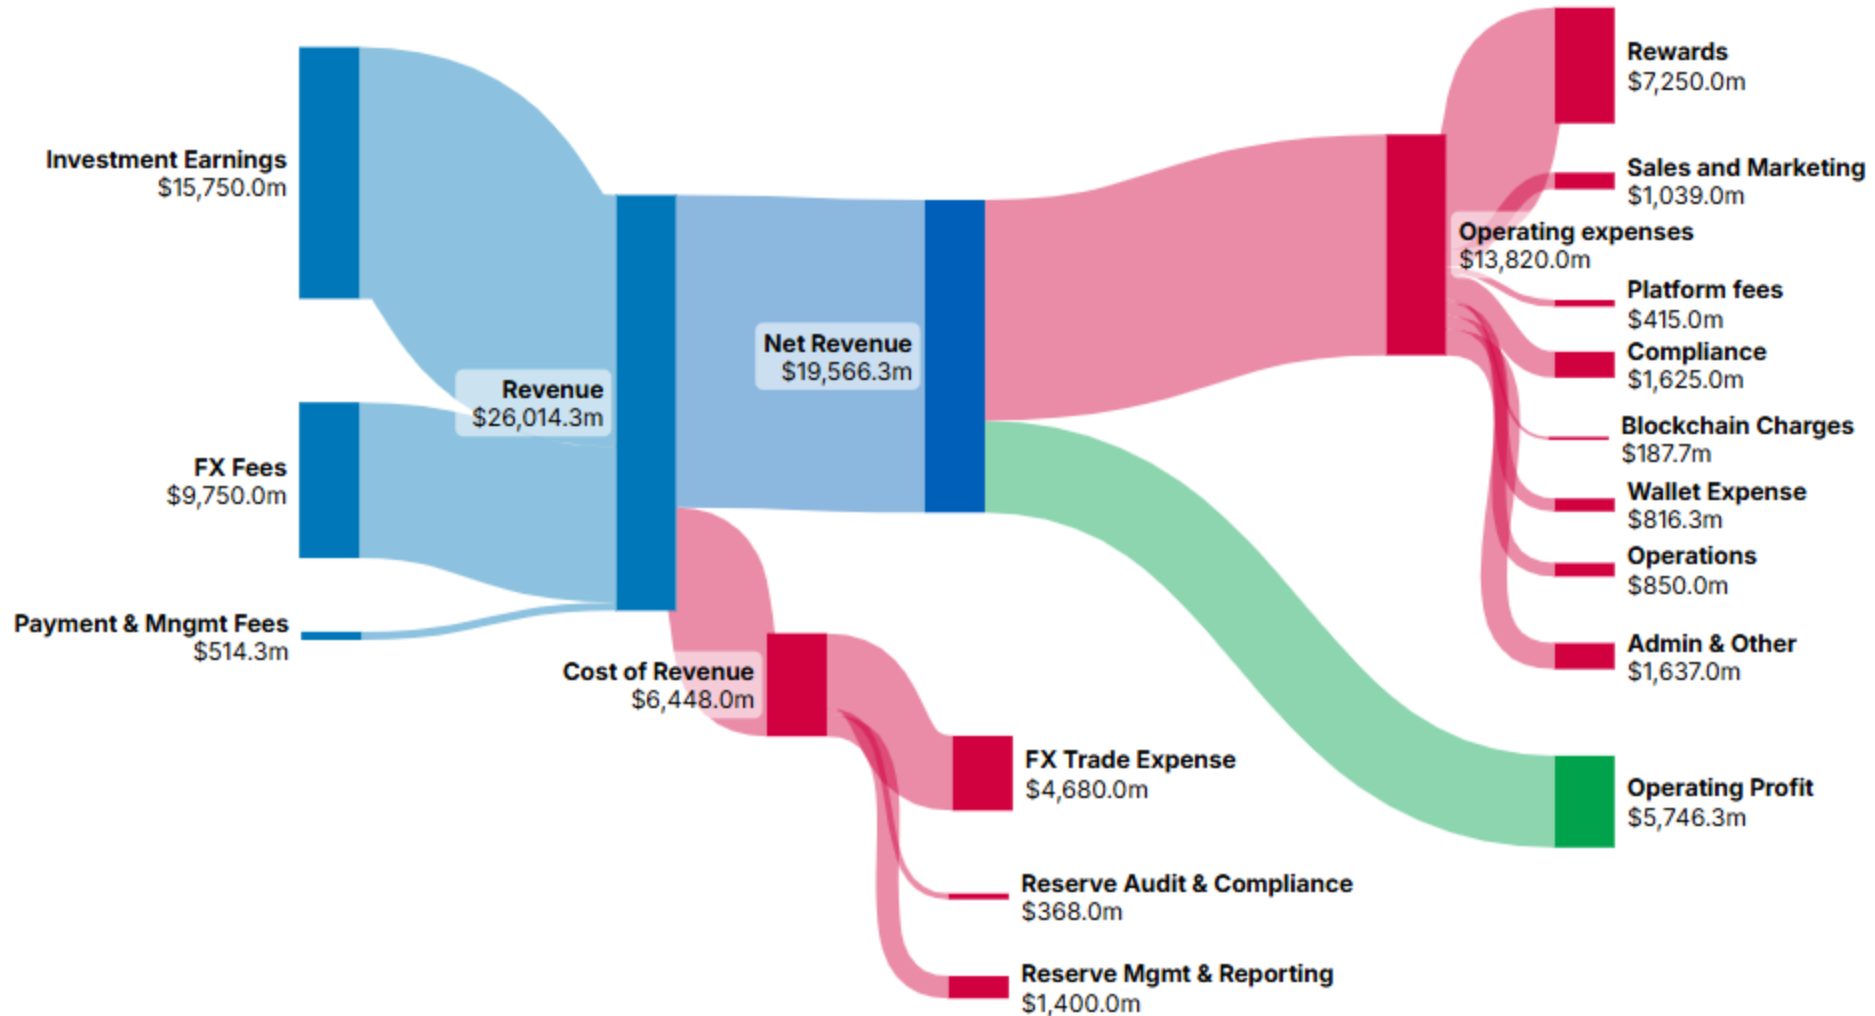 Investment Earnings
$15,750.0m
FX Fees
$9,750.0m
Payment & Mngmt Fees
$514.3m
Revenue
$26,014.3m
Net Revenue
$19,566.3m
Cost of Revenue
$6,448.0m
FX Trade Expense
$4,680.0m
Reserve Audit & Compliance
$368.0m
Reserve Mgmt & Reporting
$1,400.0m
Operating expenses
$13,820.0m
Rewards
$7,250.0m
Sales and Marketing
$1,039.0m
Platform fees
$415.0m
Compliance
$1,625.0m
Blockchain Charges
$187.7m
Wallet Expense
$816.3m
Operations
$850.0m
Admin & Other
$1,637.0m
Operating Profit
$5,746.3m